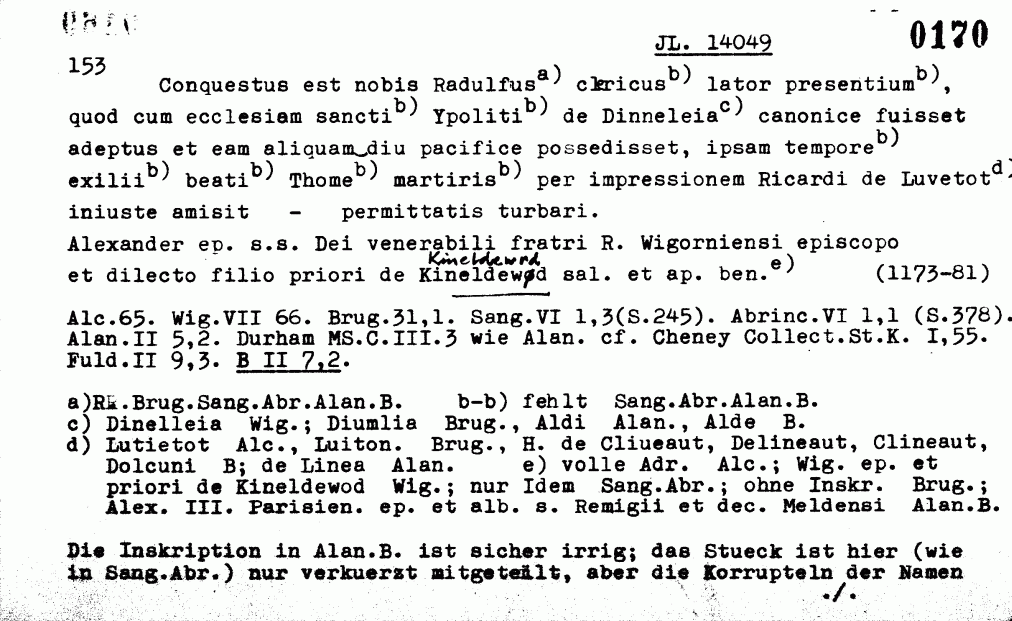 JL. 14049 0170
153
Conquestus est nobis Radulfus a) clericus b) lator presentium b),
quod cum ecclesiam sancti b) Ypoliti b) de Dinneleia c) canonice fuisset
adeptus et eam aliquam diu pacifice possedisset, ipsam tempore b)
exilii b) beati b) Thome b) martiris b) per impressionem Ricardi de Luvetot d)
iniuste amisit - permittatis turbari.
Alexander ep. s.s. Dei venerabili fratri R. Wigorniensi episcopo
Kineldewrd
et dilecto filio priori de Kineldewod sal. et ap. ben. e) (1173-81)
Alc.65. Wig.VII 66. Brug.31,1. Sang.VI 1,3(S.245). Abrinc.VI 1,1 (S.378).
Alan.II 5,2. Durham MS.C.III.3 wie Alan. cf. Cheney Collect.St.K. I,55.
Fuld.II 9,3. B II 7,2.
a)R.Brug.Sang.Abr.Alan.B. b-b) fehlt Sang.Abr.Alan.B.
c) Dinelleia Wig.; Diumlia Brug., Aldi Alan., Alde B.
d) Lutietot Alc., Luiton. Brug., H. de Cliueaut, Delineaut, Clineaut,
Dolcuni B; de Linea Alan. e) volle Adr. Alc.; Wig. ep. et
priori de Kineldewod Wig.; nur Idem Sang.Abr.; ohne Inskr. Brug.;
Alex. III. Parisien. ep. et alb. s. Remigii et dec. Meldensi Alan.B.
Die Inskription in Alan.B. ist sicher irrig; das Stueck ist hier (wie
in Sang.Abr.) nur verkuerzt mitgeteilt, aber die Korrupteln der Namen
./.